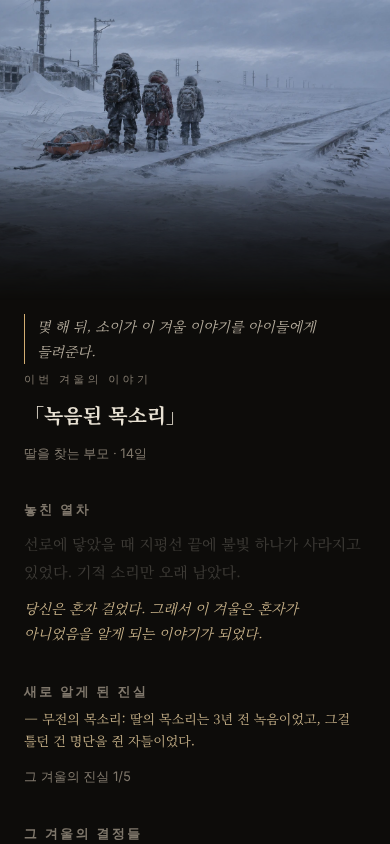 몇 해 뒤, 소이가 이 겨울 이야기를 아이들에게
들려준다.
이번 겨울의 이야기
「녹음된 목소리」
딸을 찾는 부모 · 14일
놓친 열차
선로에 닿았을 때 지평선 끝에 불빛 하나가 사라지고
있었다. 기적 소리만 오래 남았다.
당신은 혼자 걸었다. 그래서 이 겨울은 혼자가
아니었음을 알게 되는 이야기가 되었다.
새로 알게 된 진실
— 무전의 목소리: 딸의 목소리는 3년 전 녹음이었고, 그걸
틀던 건 명단을 쥔 자들이었다.
그 겨울의 진실 1/5
그 겨울의 결정들